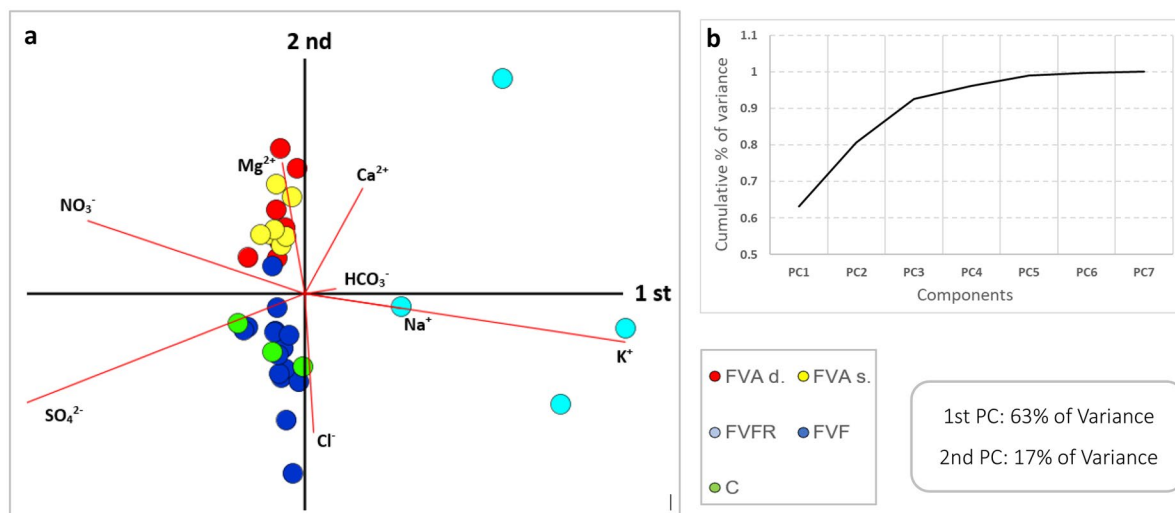 a
2 nd
Mg²⁺
Ca²⁺
NO₃⁻
HCO₃⁻
1 st
Na⁺
K⁺
SO₄²⁻
Cl⁻
b
Cumulative % of variance
1.1
1
0.9
0.8
0.7
0.6
0.5
PC1 PC2 PC3 PC4 PC5 PC6 PC7
Components
FVA d. FVA s.
FVFR FVF
C
1st PC: 63% of Variance
2nd PC: 17% of Variance